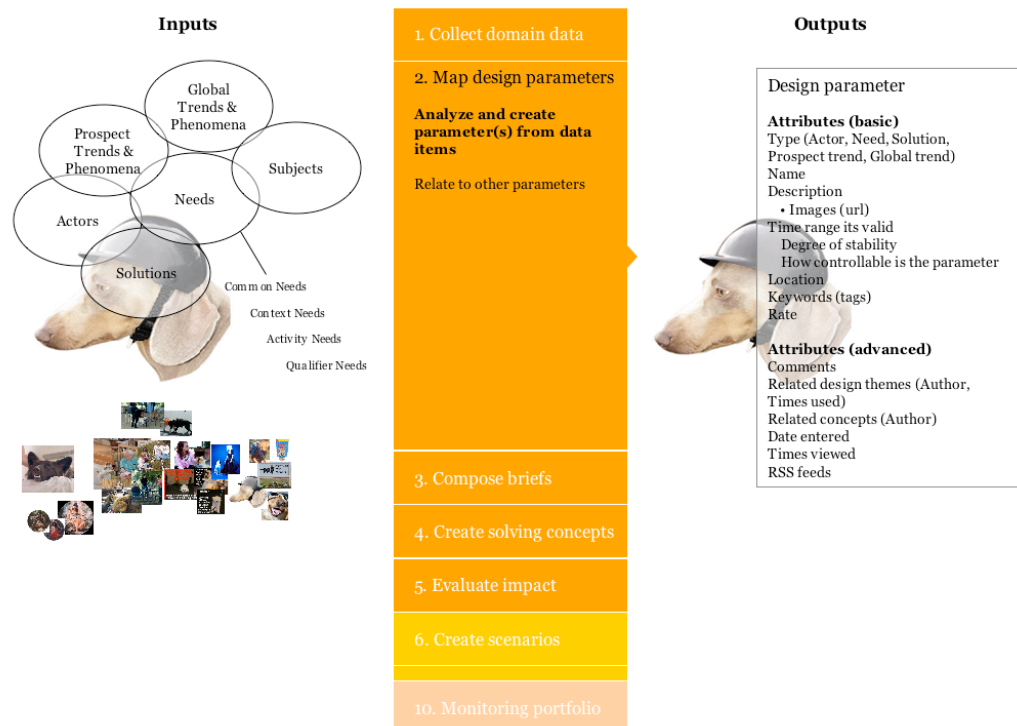 Inputs
Global
Trends &
Phenomena
Prospect
Trends &
Phenomena
Subjects
Needs
Actors
Solutions
Common Needs
Context Needs
Activity Needs
Qualifier Needs
1. Collect domain data
2. Map design parameters
Analyze and create
parameter(s) from data
items
Relate to other parameters
3. Compose briefs
4. Create solving concepts
5. Evaluate impact
6. Create scenarios
10. Monitoring portfolio
Outputs
Design parameter
Attributes (basic)
Type (Actor, Need, Solution,
Prospect trend, Global trend)
Name
Description
• Images (url)
Time range its valid
Degree of stability
How controllable is the parameter
Location
Keywords (tags)
Rate
Attributes (advanced)
Comments
Related design themes (Author,
Times used)
Related concepts (Author)
Date entered
Times viewed
RSS feeds